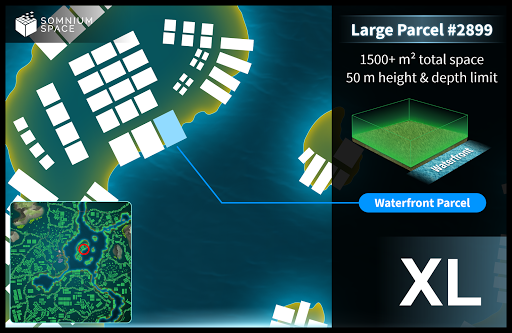 SOMNIUM
SPACE
Large Parcel #2899
1500+ m² total space
50 m height & depth limit
Waterfront
Waterfront Parcel
XL